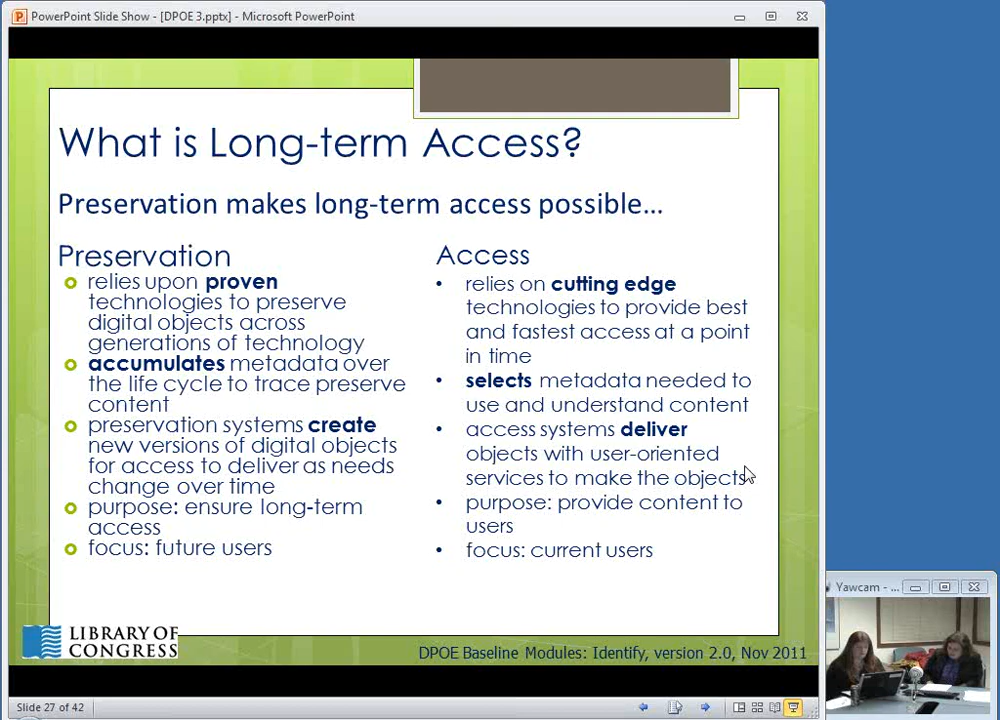 PowerPoint Slide Show - [DPOE 3.pptx] - Microsoft PowerPoint
What is Long-term Access?
Preservation makes long-term access possible...
Preservation
relies upon proven
technologies to preserve
digital objects across
generations of technology
accumulates metadata over
the life cycle to trace preserve
content
preservation systems create
new versions of digital objects
for access to deliver as needs
change over time
purpose: ensure long-term
access
focus: future users
Access
relies on cutting edge
technologies to provide best
and fastest access at a point
in time
selects metadata needed to
use and understand content
access systems deliver
objects with user-oriented
services to make the objects
purpose: provide content to
users
focus: current users
LIBRARY OF
CONGRESS
DPOE Baseline Modules: Identify, version 2.0, Nov 2011
Yawcam - ...
Slide 27 of 42